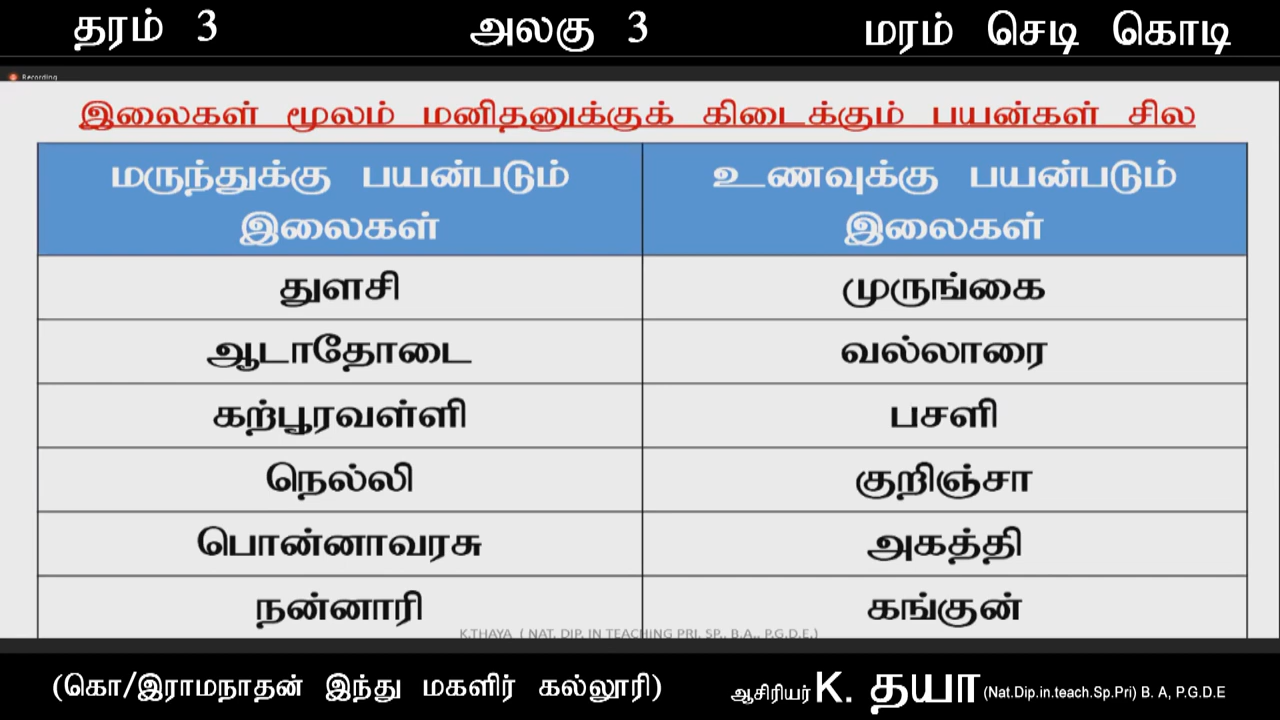 தரம் 3 அலகு 3 மரம் செடி கொடி
Recording
இலைகள் மூலம் மனிதனுக்குக் கிடைக்கும் பயன்கள் சில
மருந்துக்கு பயன்படும் இலைகள் உணவுக்கு பயன்படும் இலைகள்
துளசி முருங்கை
ஆடாதோடை வல்லாரை
கற்பூரவள்ளி பசளி
நெல்லி குறிஞ்சா
பொன்னாவரசு அகத்தி
நன்னாரி கங்குன்
K.THAYA ( NAT. DIP. IN TEACHING PRI. SP., B.A., P.G.D.E.)
(கொ/இராமநாதன் இந்து மகளிர் கல்லூரி) ஆசிரியர் K. தயா (Nat.Dip.in.teach.Sp.Pri) B. A, P.G.D.E